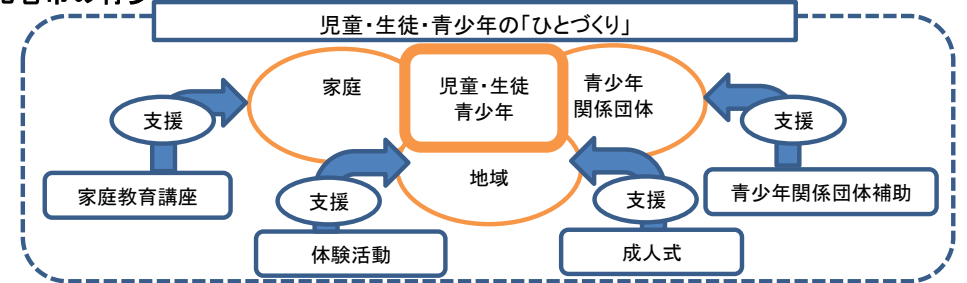 児童・生徒・青少年の「ひとづくり」
家庭
児童・生徒
青少年
青少年
関係団体
支援
支援
家庭教育講座
地域
青少年関係団体補助
支援
支援
体験活動
成人式